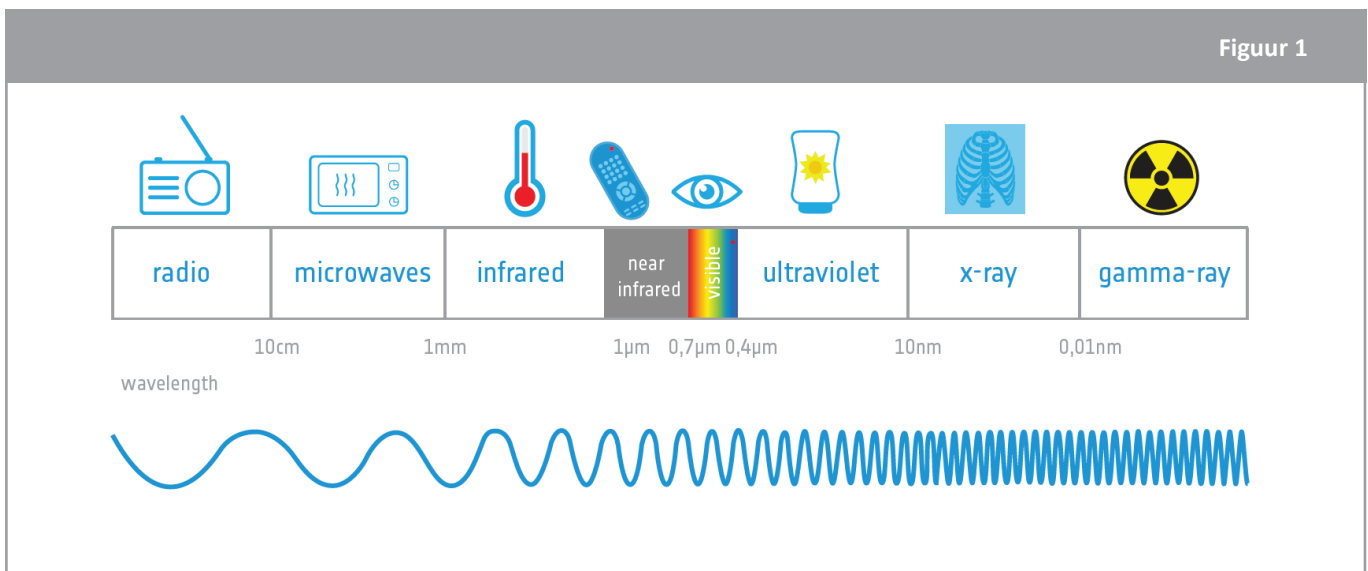 Figuur 1
radio
microwaves
infrared
near
infrared
visible
ultraviolet
x-ray
gamma-ray
10cm
1mm
1µm
0,7µm
0,4µm
10nm
0,01nm
wavelength